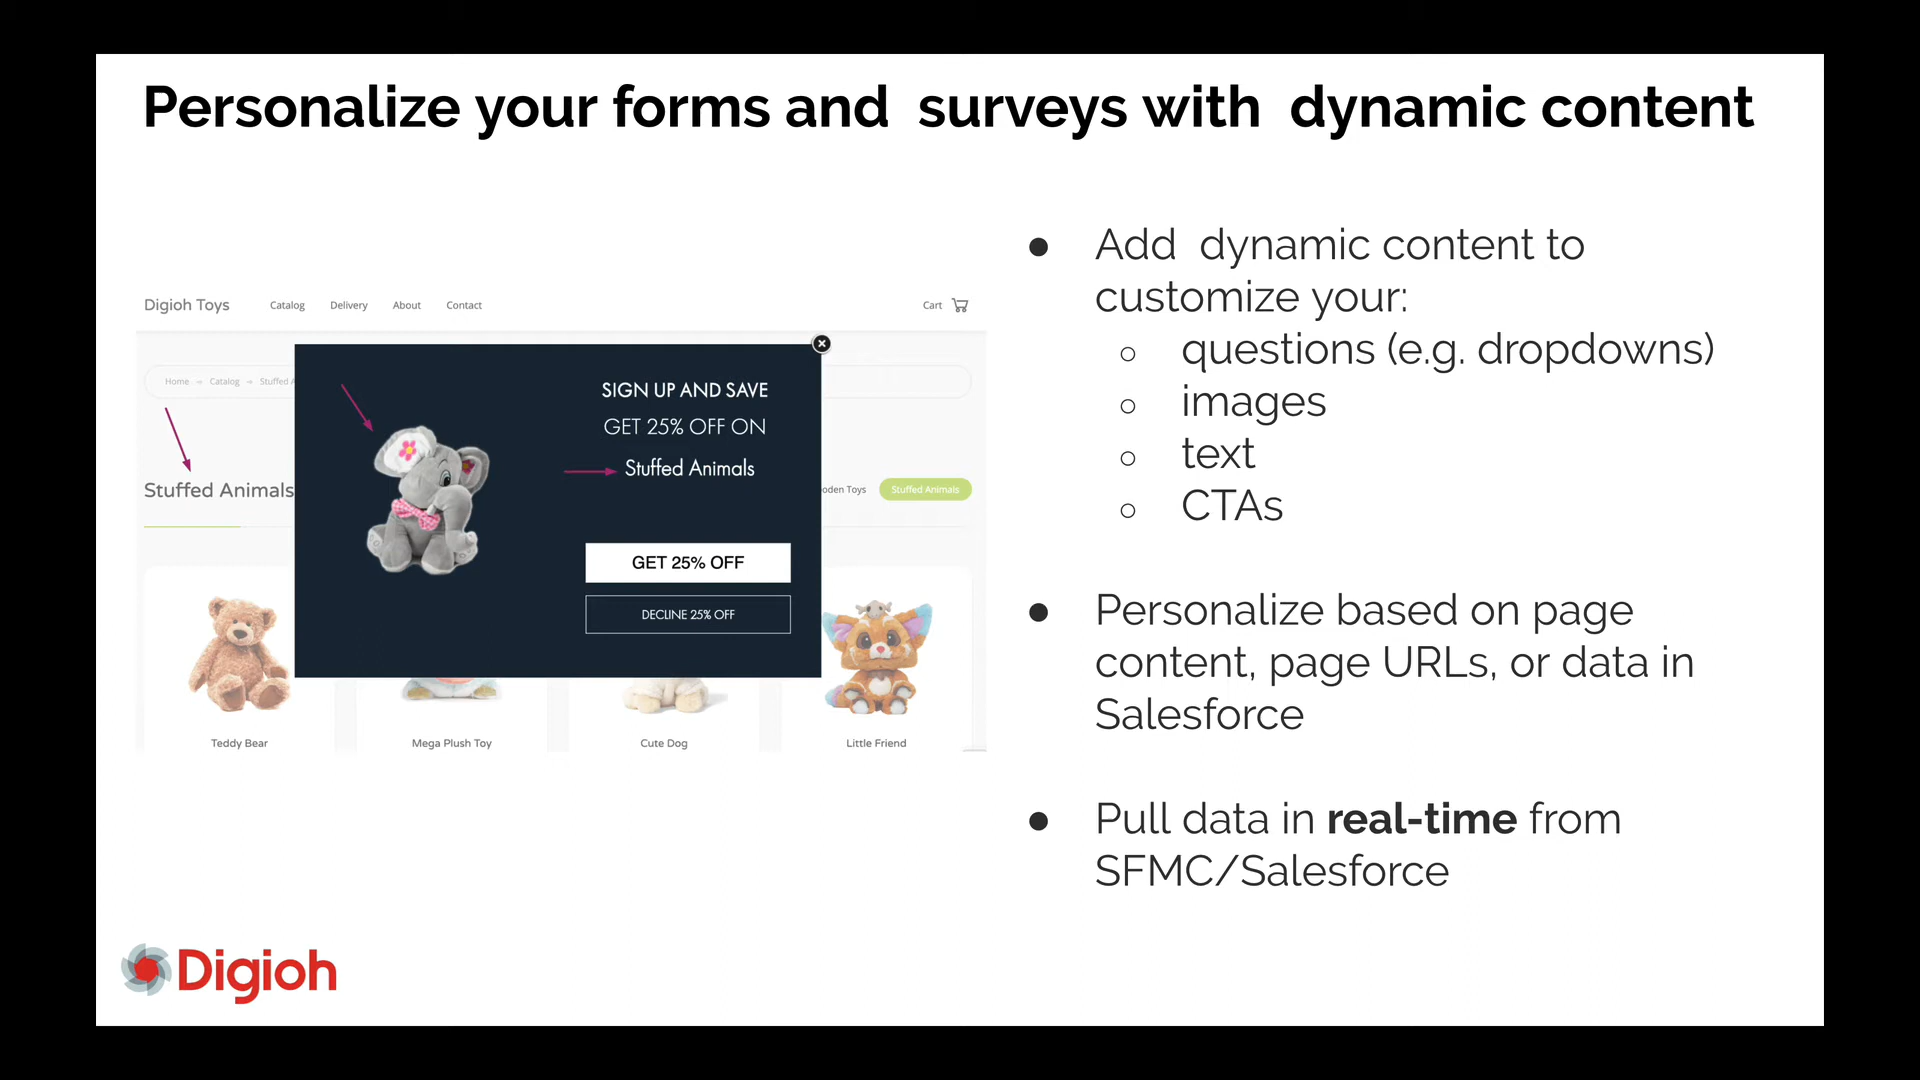 Personalize your forms and  surveys with  dynamic content
Digioh Toys
Catalog
Delivery
About
Contact
Cart
Home → Catalog → Stuffed A
Stuffed Animals
oden Toys
Stuffed Animals
SIGN UP AND SAVE
GET 25% OFF ON
Stuffed Animals
GET 25% OFF
DECLINE 25% OFF
Teddy Bear
Mega Plush Toy
Cute Dog
Little Friend
● Add  dynamic content to
customize your:
○ questions (e.g. dropdowns)
○ images
○ text
○ CTAs
● Personalize based on page
content, page URLs, or data in
Salesforce
● Pull data in real-time from
SFMC/Salesforce
Digioh